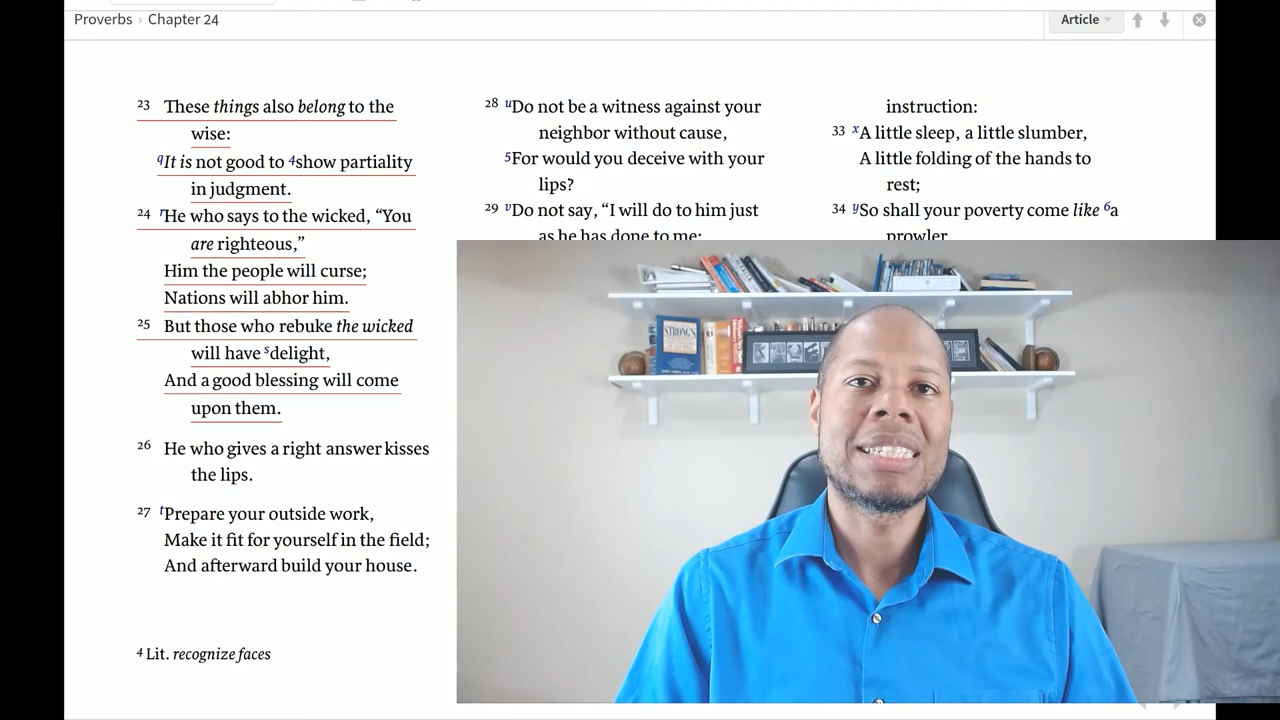 Proverbs › Chapter 24
Article
23 These things also belong to the
wise:
qIt is not good to 4show partiality
in judgment.
24 rHe who says to the wicked, “You
are righteous,”
Him the people will curse;
Nations will abhor him.
25 But those who rebuke the wicked
will have sdelight,
And a good blessing will come
upon them.
26 He who gives a right answer kisses
the lips.
27 tPrepare your outside work,
Make it fit for yourself in the field;
And afterward build your house.
4 Lit. recognize faces
28 uDo not be a witness against your
neighbor without cause,
5For would you deceive with your
lips?
29 vDo not say, “I will do to him just
as he has done to me;
instruction:
33 xA little sleep, a little slumber,
A little folding of the hands to
rest;
34 ySo shall your poverty come like 6a
prowler
STRONG'S